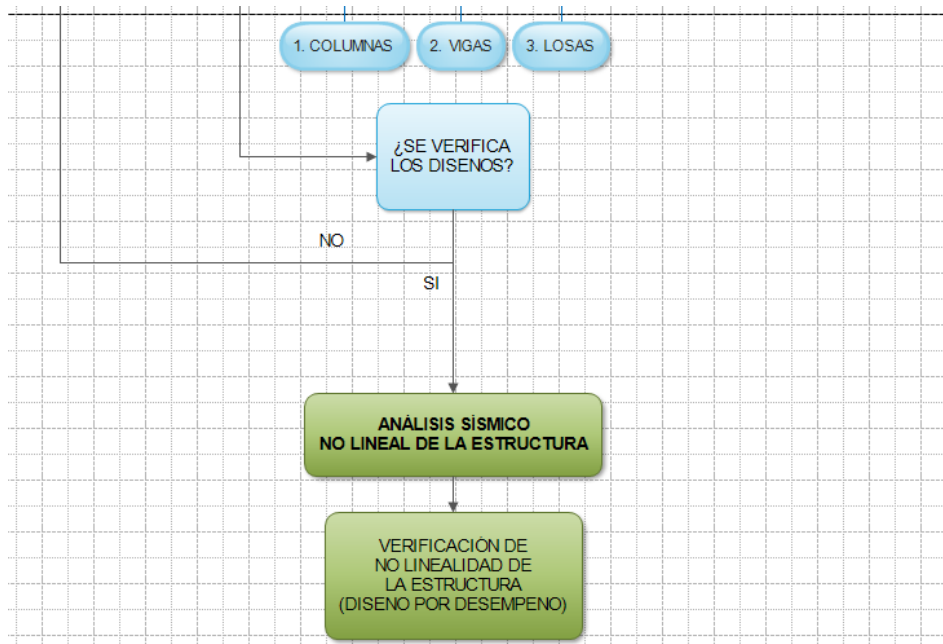 1. COLUMNAS
2. VIGAS
3. LOSAS
¿SE VERIFICA
LOS DISENOS?
NO
SI
ANÁLISIS SÍSMICO
NO LINEAL DE LA ESTRUCTURA
VERIFICACIÓN DE
NO LINEALIDAD DE
LA ESTRUCTURA
(DISENO POR DESEMPENO)